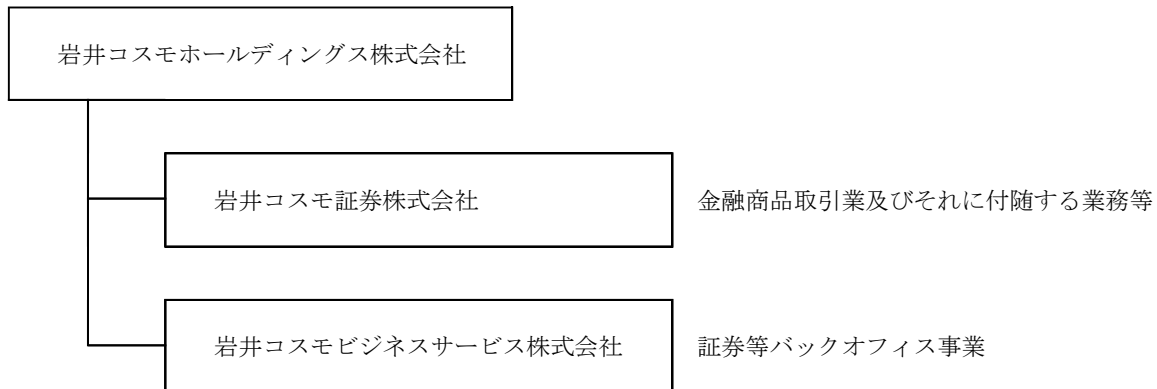 岩井コスモホールディングス株式会社
岩井コスモ証券株式会社
金融商品取引業及びそれに付随する業務等
岩井コスモビジネスサービス株式会社
証券等バックオフィス事業